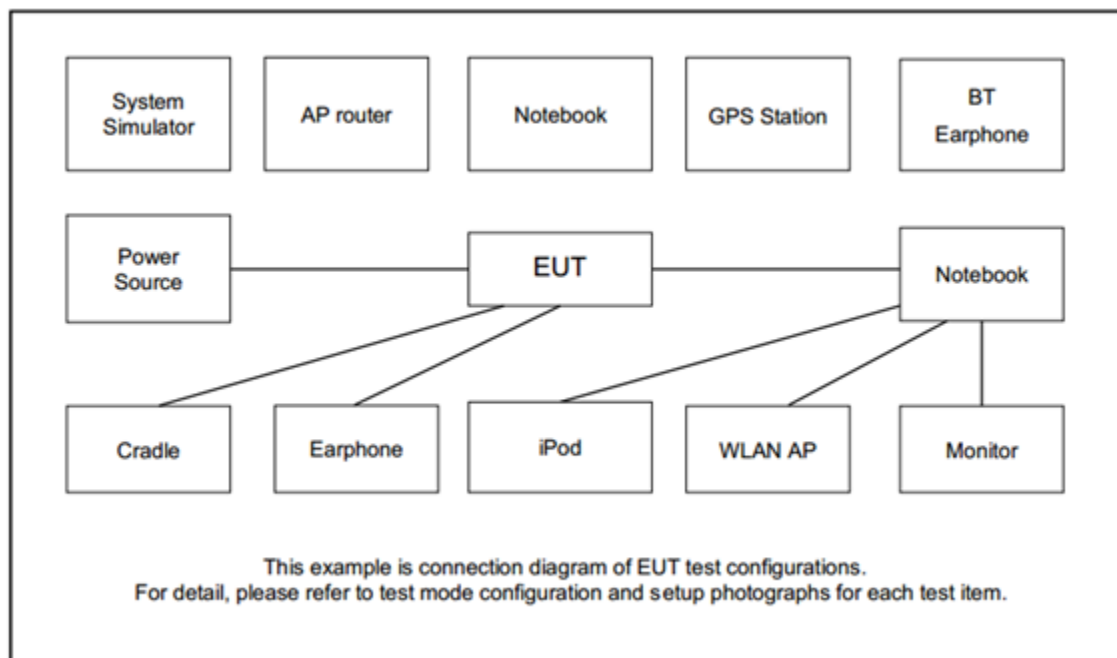 System
Simulator
AP router
Notebook
GPS Station
BT
Earphone
Power
Source
EUT
Notebook
Cradle
Earphone
iPod
WLAN AP
Monitor
This example is connection diagram of EUT test configurations.
For detail, please refer to test mode configuration and setup photographs for each test item.